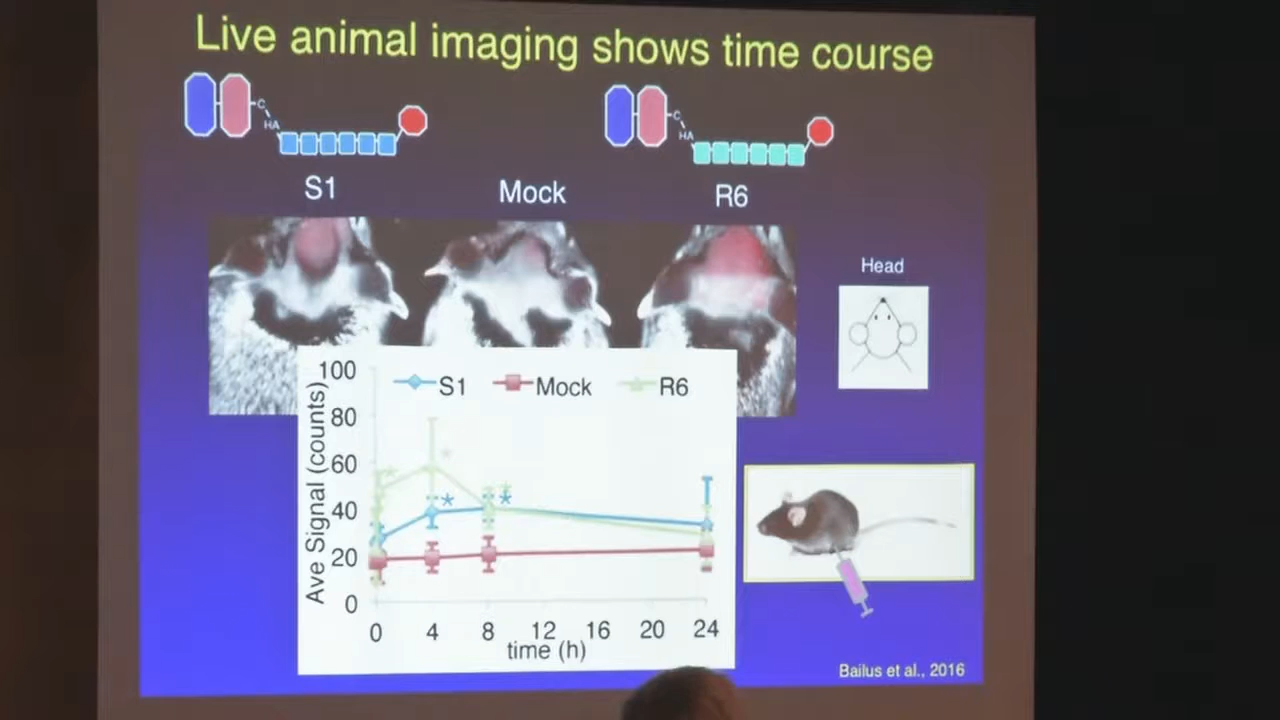 Live animal imaging shows time course
C
HA
C
HA
S1 Mock R6
Head
S1 Mock R6
Ave Signal (counts)
100
80
60
40
20
0
* * * * *
0 4 8 12 16 20 24
time (h)
Bailus et al., 2016